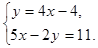 y = 4x − 4,
5x − 2y = 11.